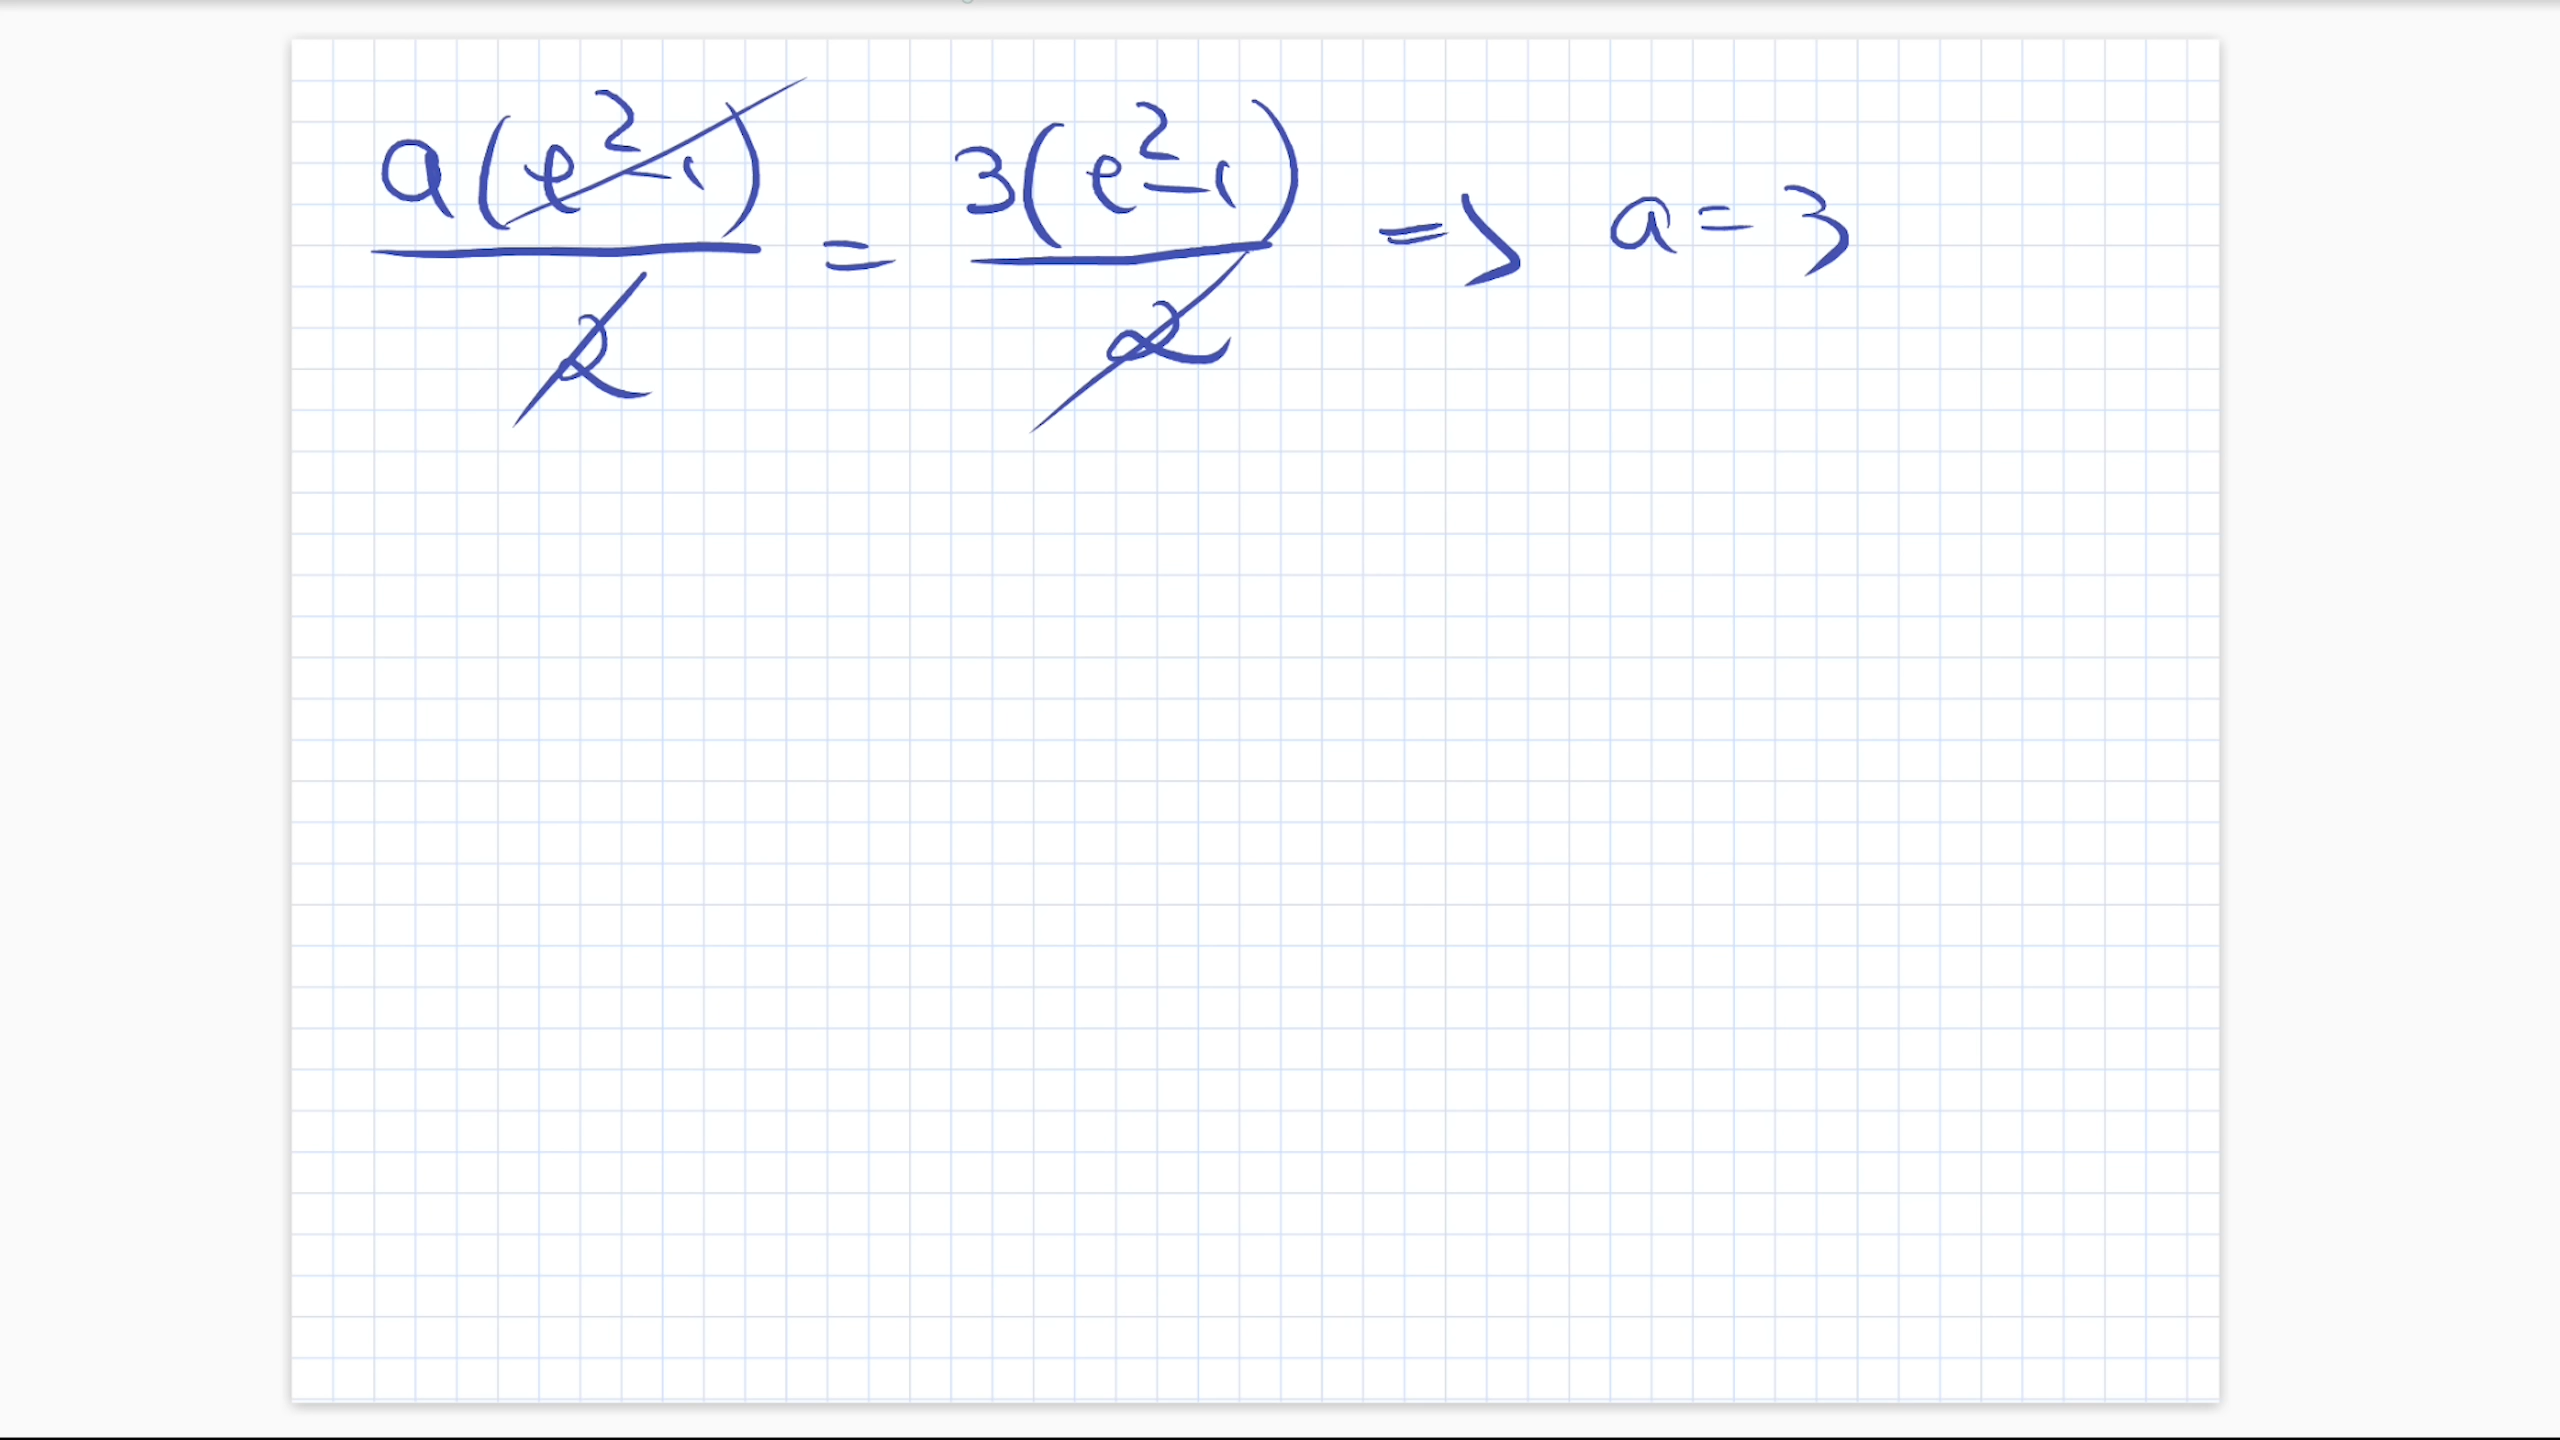 a(e²-1)/2 = 3(e²-1)/2 => a=3